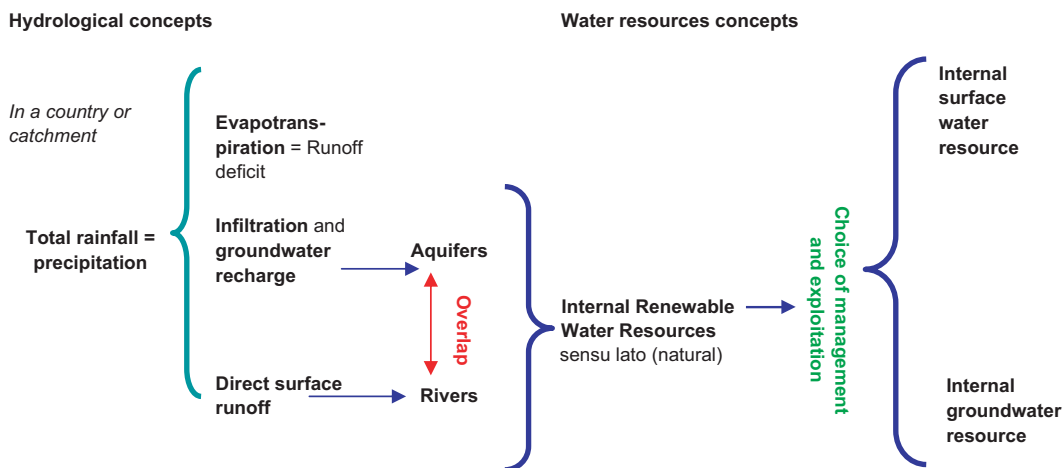 Hydrological concepts
Water resources concepts
In a country or
catchment
Total rainfall =
precipitation
Evapotrans-
piration = Runoff
deficit
Infiltration and
groundwater
recharge
Direct surface
runoff
Aquifers
Overlap
Rivers
Internal Renewable
Water Resources
sensu lato (natural)
Choice of management
and exploitation
Internal
surface
water
resource
Internal
groundwater
resource